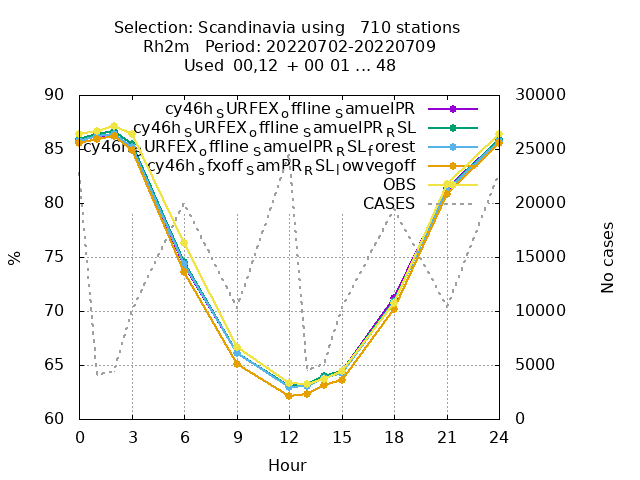 Selection: Scandinavia using   710 stations
Rh2m   Period: 20220702-20220709
Used  00,12  + 00 01 ... 48
90
85
80
75
70
65
60
30000
25000
20000
15000
10000
5000
0
cy46h_SURFEX_offline_SamuelPR
cy46h_SURFEX_offline_SamuelPR_RSL
cy46h_SURFEX_offline_SamuelPR_RSL_forest
cy46h_sfxoff_SamPR_RSL_lowvegoff
OBS
CASES
%
No cases
0 3 6 9 12 15 18 21 24
Hour